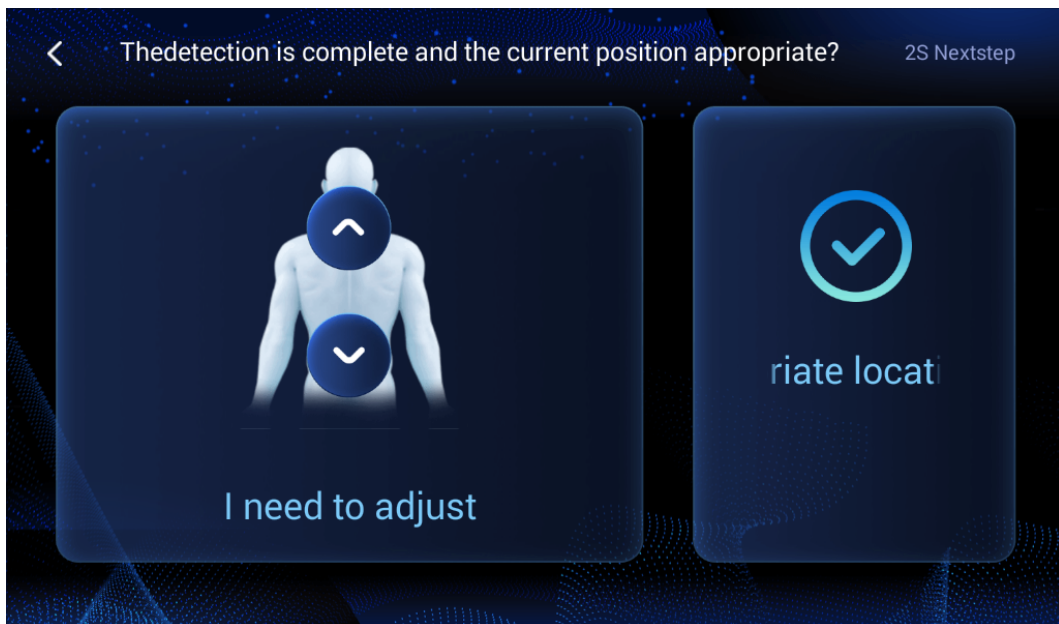 Thedetection is complete and the current position appropriate?
2S Nextstep
riate locati
I need to adjust